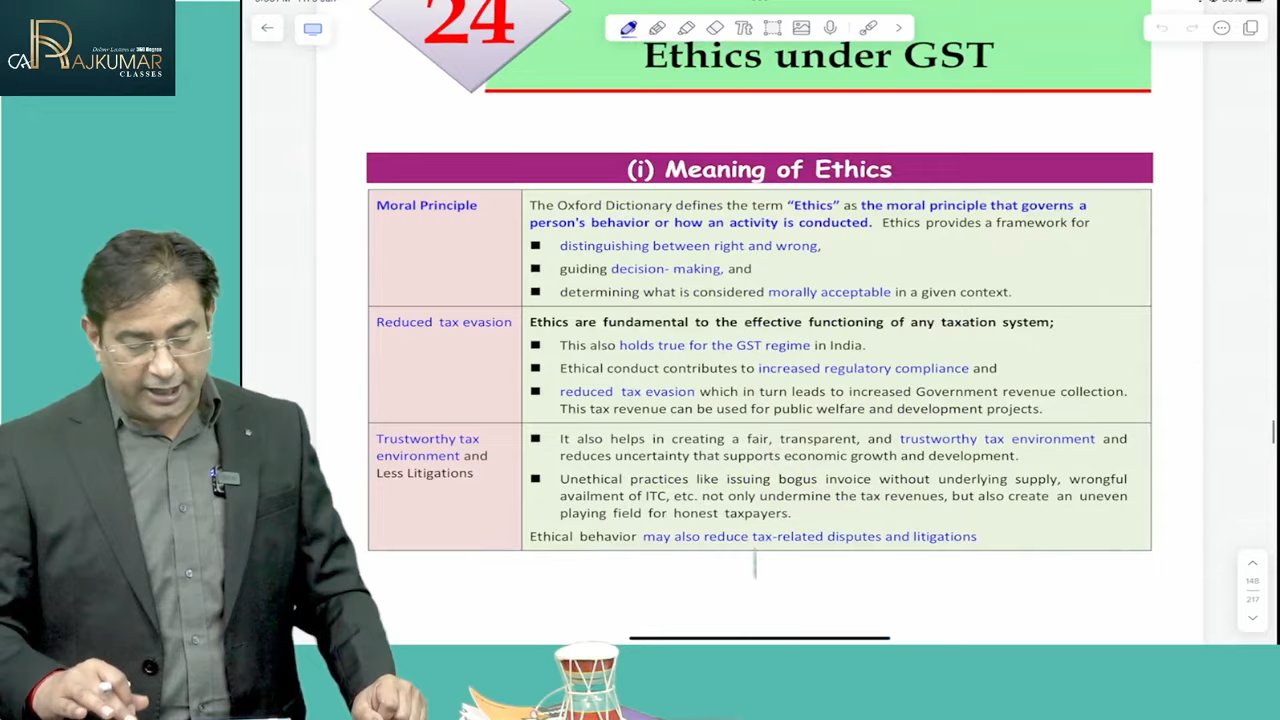 Deliver Lectures at 360 Degree
CA RAJKUMAR
CLASSES
24
Ethics under GST
(i) Meaning of Ethics
Moral Principle
The Oxford Dictionary defines the term “Ethics” as the moral principle that governs a
person's behavior or how an activity is conducted. Ethics provides a framework for
■ distinguishing between right and wrong,
■ guiding decision- making, and
■ determining what is considered morally acceptable in a given context.
Reduced tax evasion
Ethics are fundamental to the effective functioning of any taxation system;
■ This also holds true for the GST regime in India.
■ Ethical conduct contributes to increased regulatory compliance and
■ reduced tax evasion which in turn leads to increased Government revenue collection.
This tax revenue can be used for public welfare and development projects.
Trustworthy tax
environment and
Less Litigations
■ It also helps in creating a fair, transparent, and trustworthy tax environment and
reduces uncertainty that supports economic growth and development.
■ Unethical practices like issuing bogus invoice without underlying supply, wrongful
availment of ITC, etc. not only undermine the tax revenues, but also create an uneven
playing field for honest taxpayers.
Ethical behavior may also reduce tax-related disputes and litigations
148
217